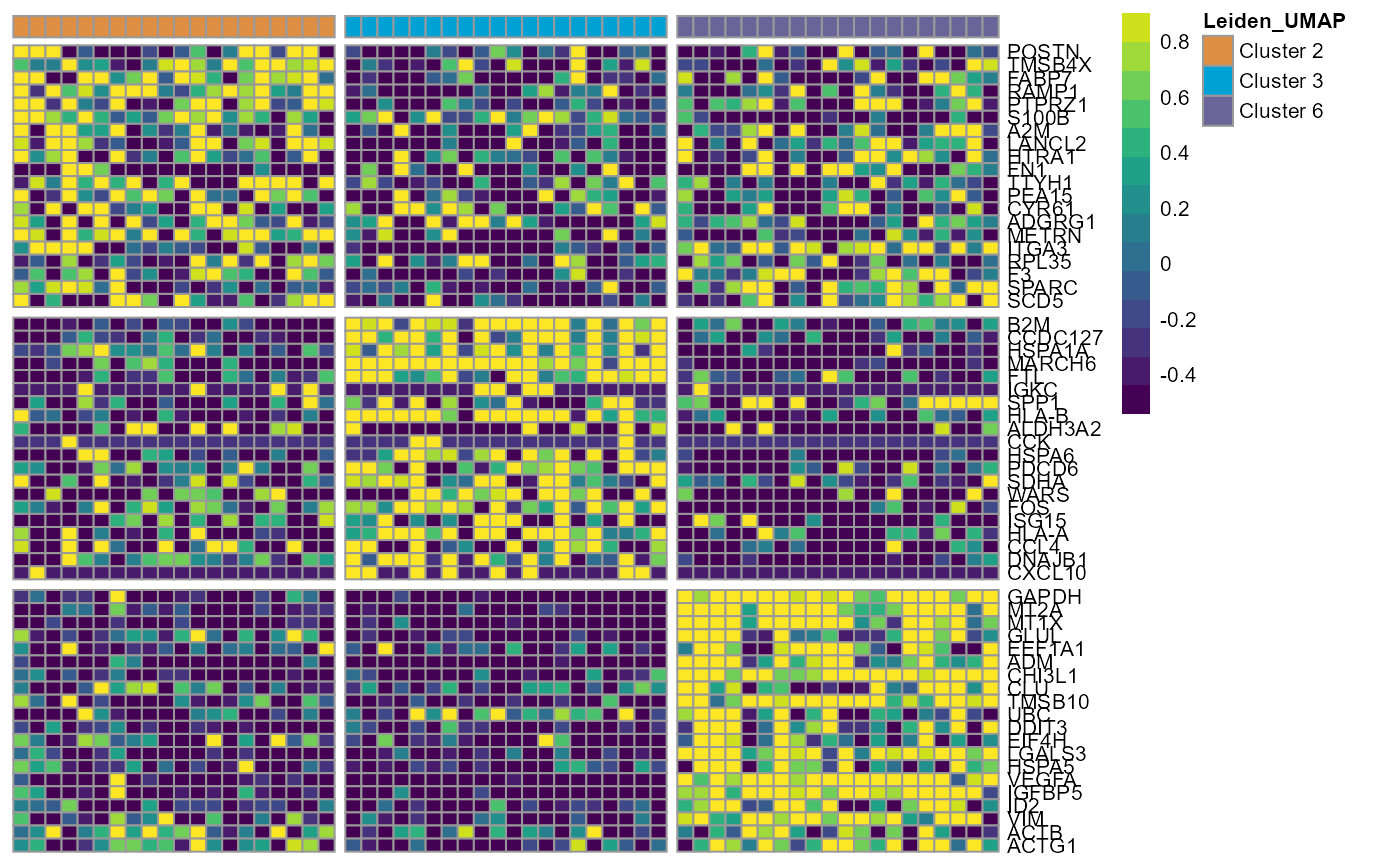 POSTN
TMSB4X
FABP7
RAMP1
PTPRZ1
S100B
A2M
LANCL2
HTRA1
FN1
TTYH1
PEA15
CYR61
ADGRG1
METRN
ITGA3
RPL35
F3
SPARC
SCD5
B2M
CCDC127
HSPA1A
MARCH6
FTL
IGKC
SPP1
HLA-B
ALDH3A2
CCK
HSPA6
PDCD6
SDHA
WARS
FOS
ISG15
HLA-A
CCL4
DNAJB1
CXCL10
GAPDH
MT2A
MT1X
GLUL
EEF1A1
ADM
CHI3L1
CLU
TMSB10
UBC
DDIT3
EIF4H
LGALS3
HSPA5
VEGFA
IGFBP5
ID2
VIM
ACTB
ACTG1
0.8
0.6
0.4
0.2
0
-0.2
-0.4
Leiden_UMAP
Cluster 2
Cluster 3
Cluster 6